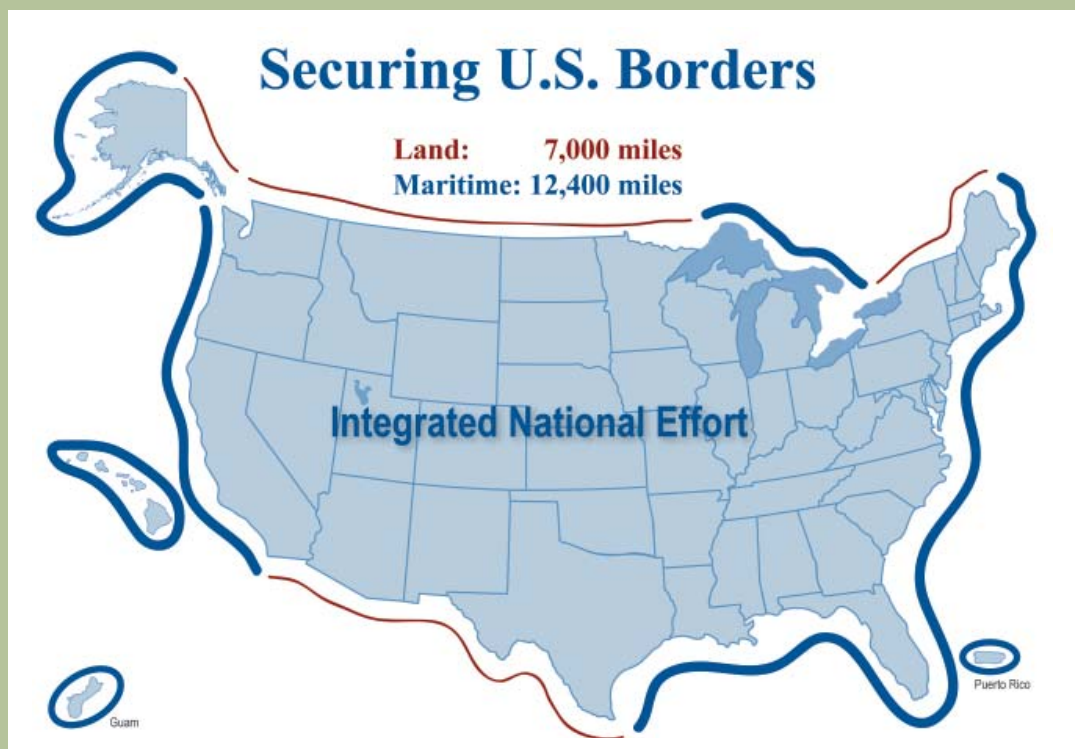 Securing U.S. Borders
Land: 7,000 miles
Maritime: 12,400 miles
Integrated National Effort
Puerto Rico
Guam